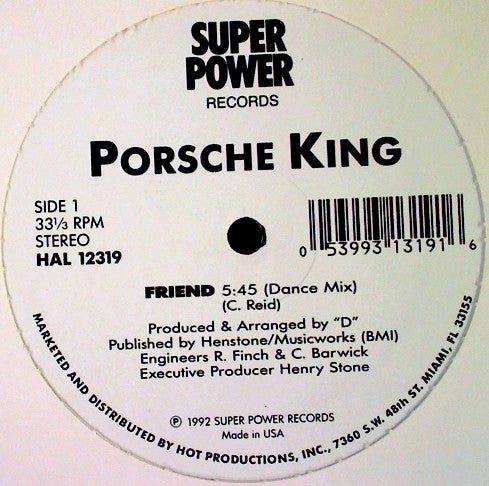 SUPER
POWER
RECORDS
PORSCHE KING
SIDE 1
33⅓ RPM
STEREO
HAL 12319
0 53993 13191 6
FRIEND 5:45 (Dance Mix)
(C. Reid)
Produced & Arranged by "D"
Published by Henstone/Musicworks (BMI)
Engineers R. Finch & C. Barwick
Executive Producer Henry Stone
℗ 1992 SUPER POWER RECORDS
Made in USA
MARKETED AND DISTRIBUTED BY HOT PRODUCTIONS, INC., 7360 S.W. 48th ST. MIAMI, FL 33155